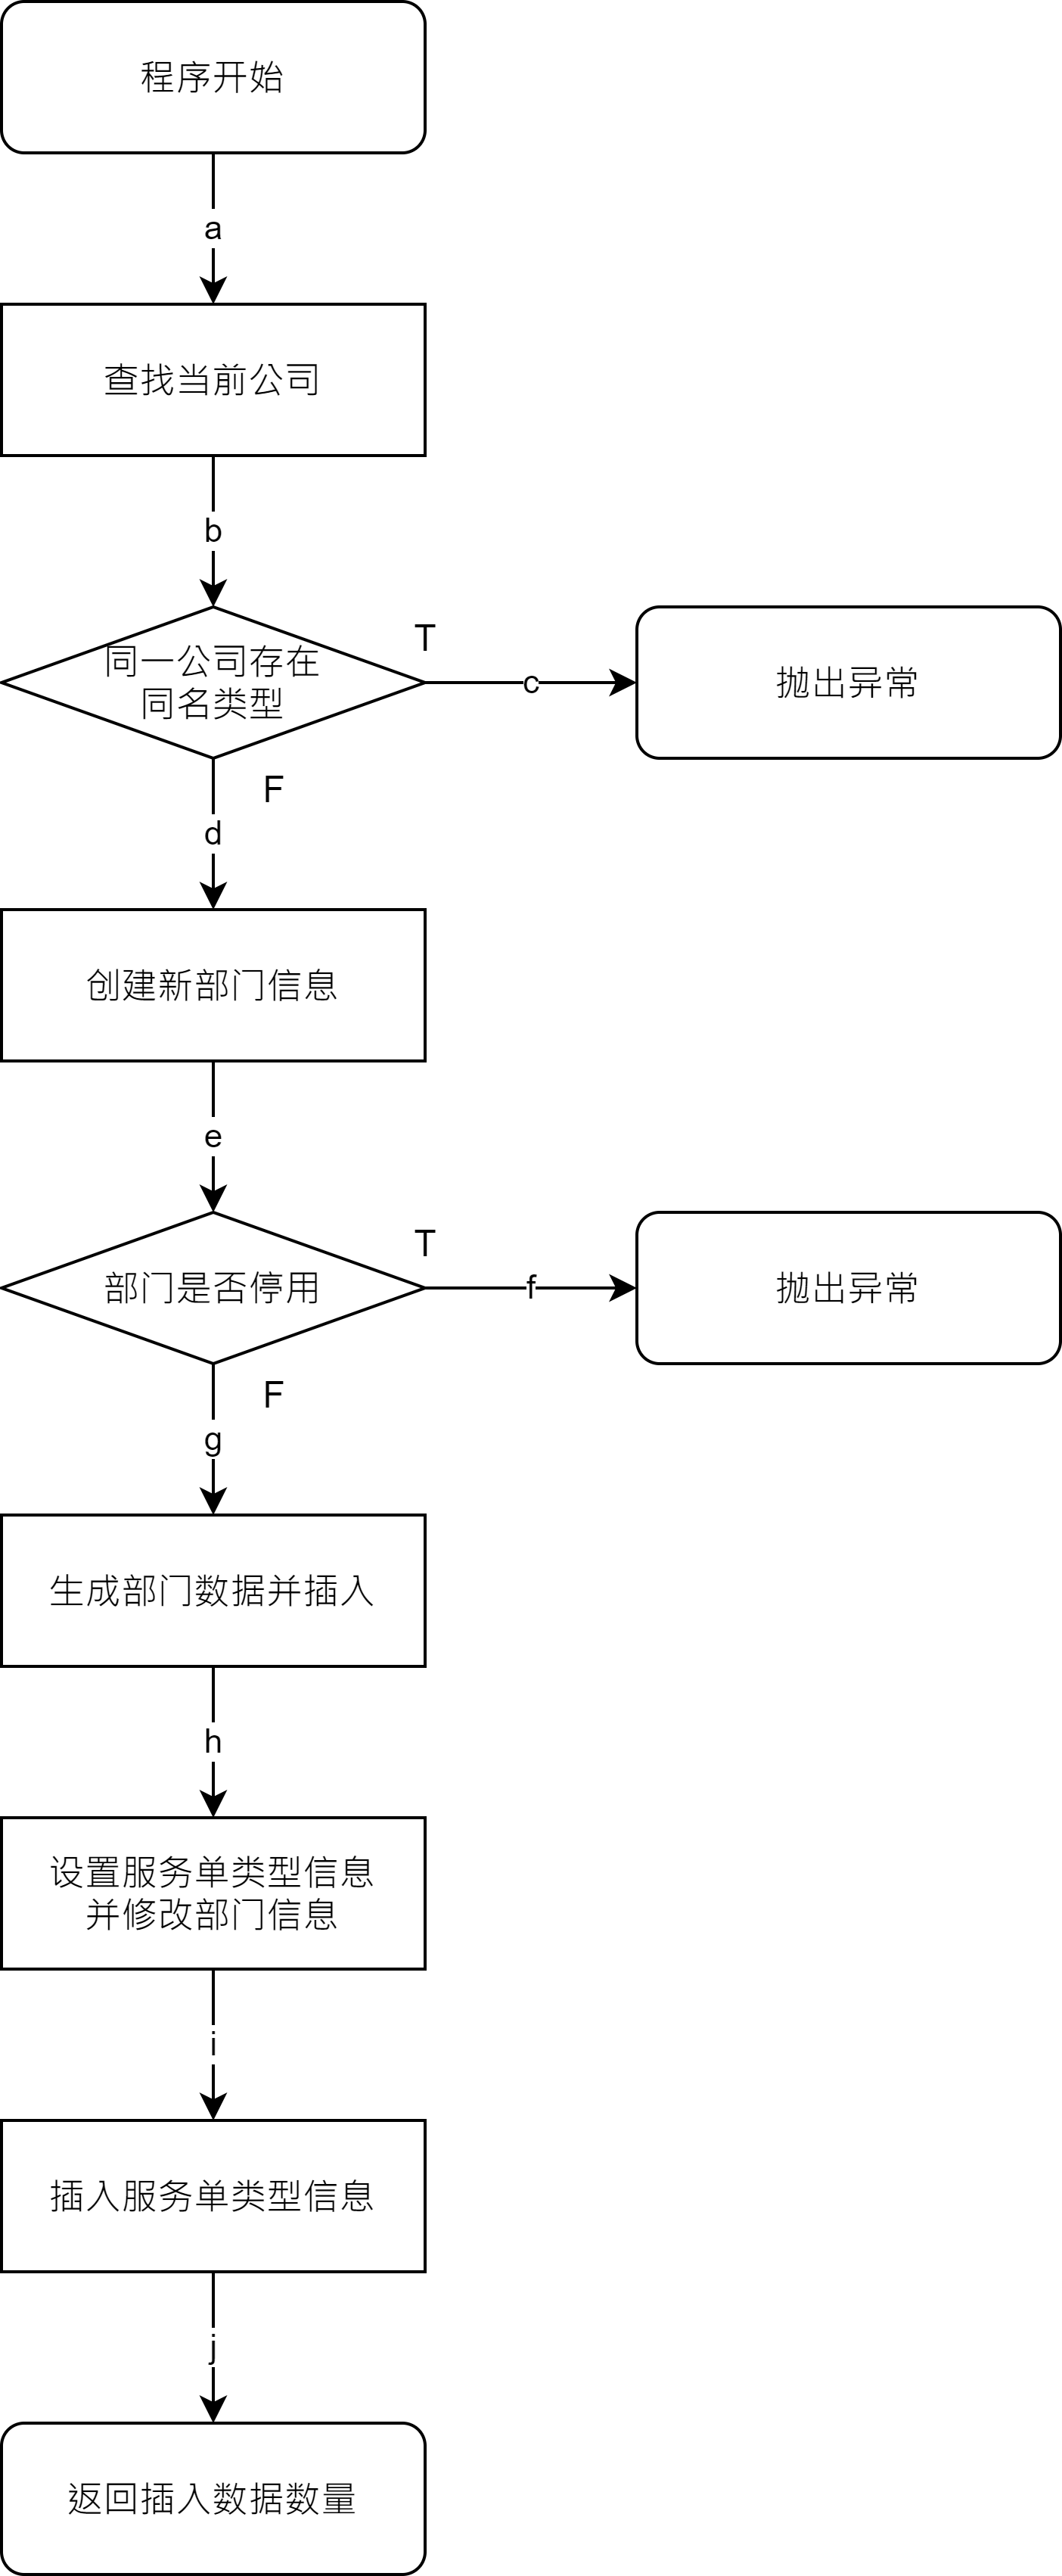 程序开始
a
查找当前公司
b
同一公司存在
同名类型
T
c
抛出异常
F
d
创建新部门信息
e
部门是否停用
T
f
抛出异常
F
g
生成部门数据并插入
h
设置服务单类型信息
并修改部门信息
i
插入服务单类型信息
j
返回插入数据数量